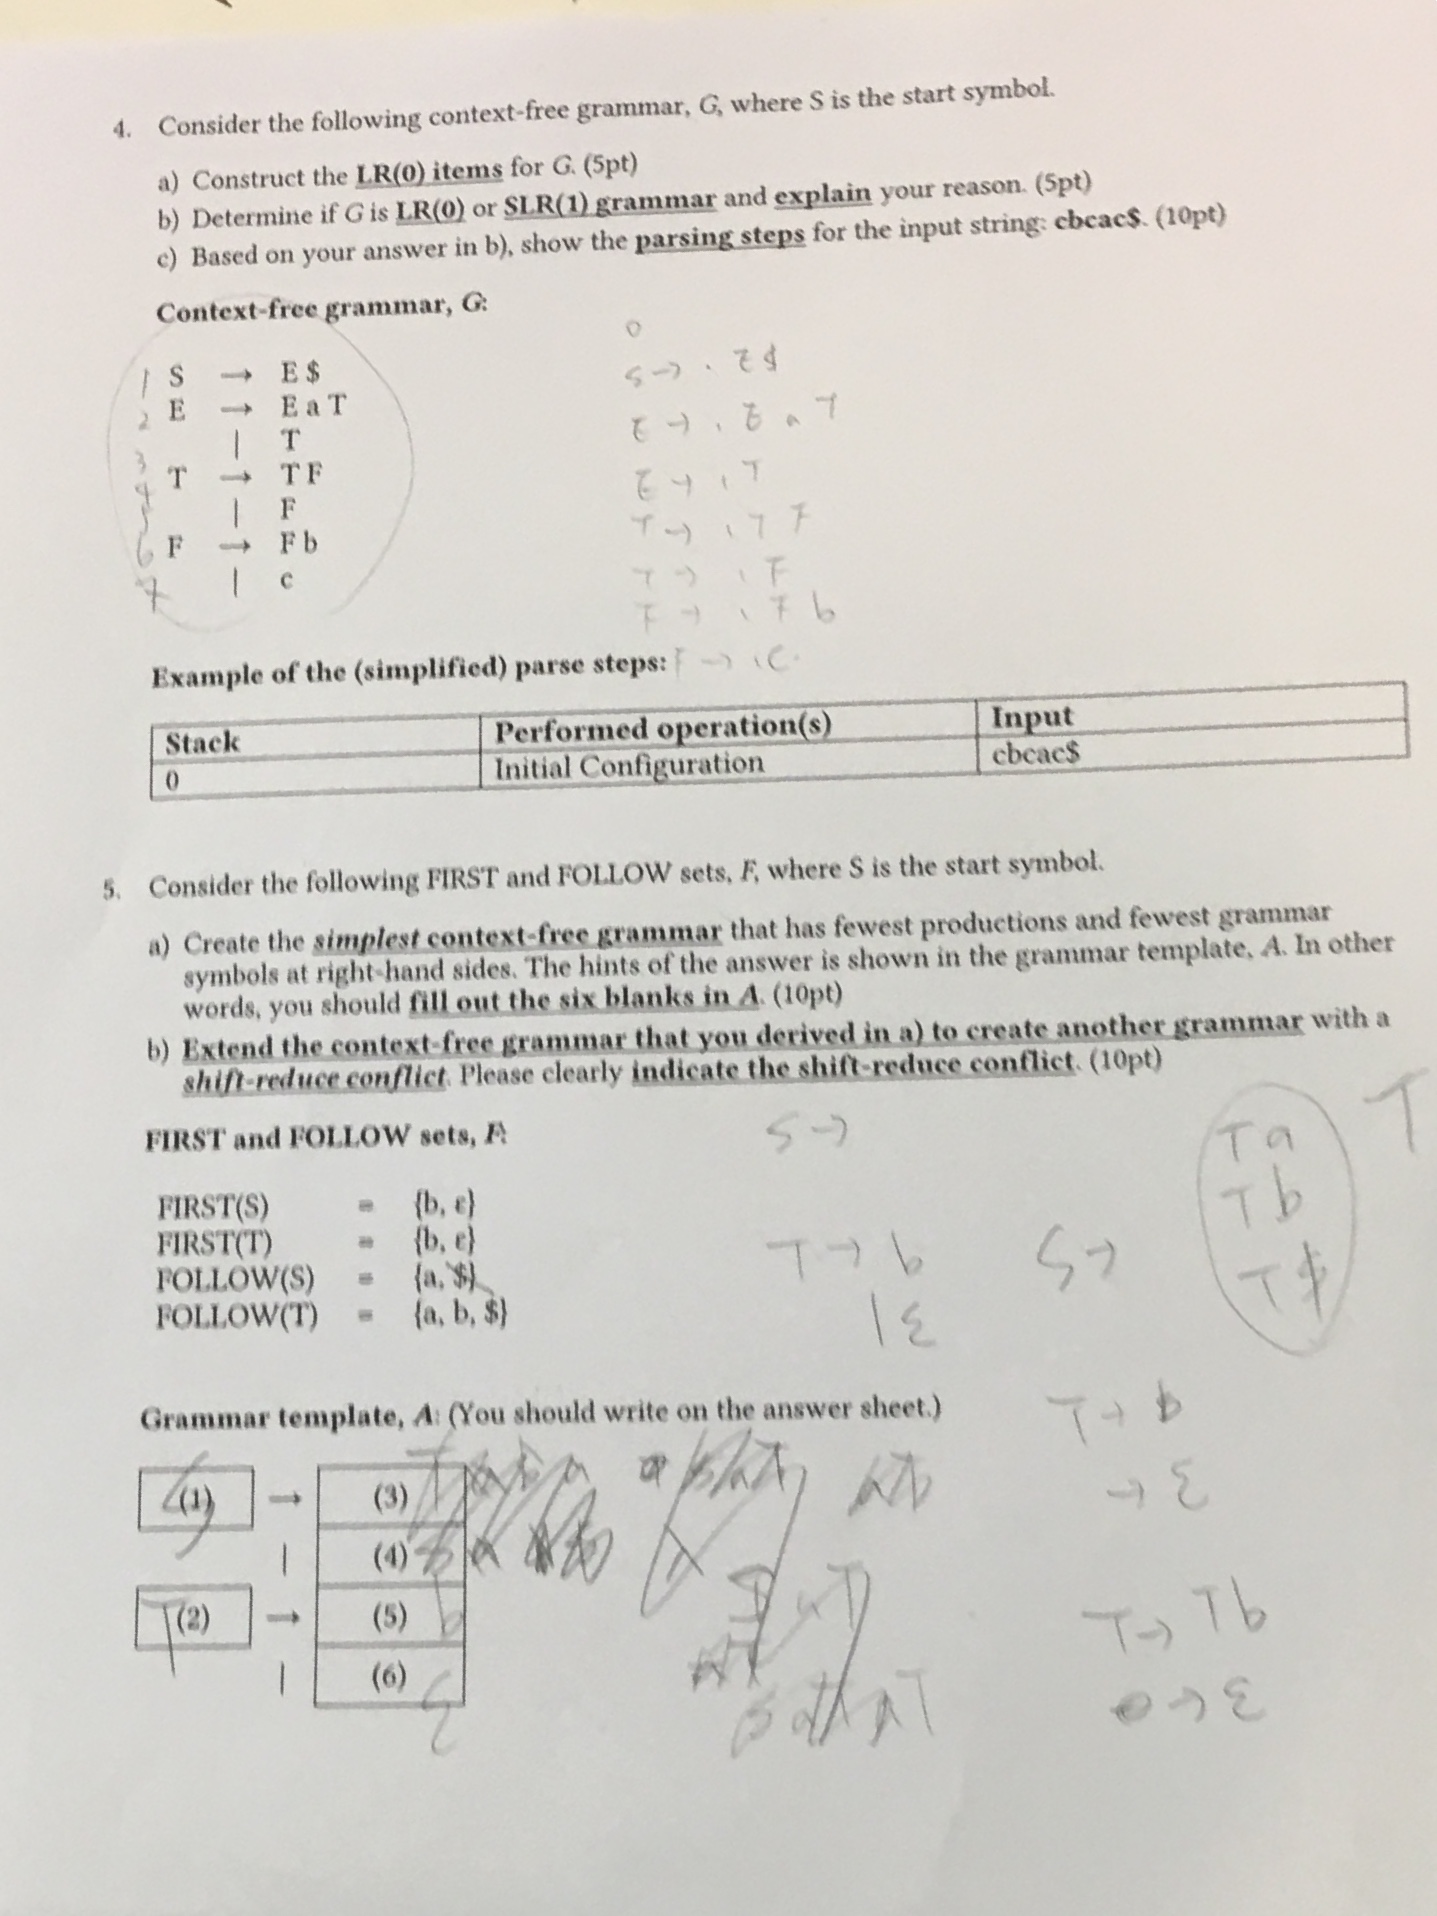 4. Consider the following context-free grammar, G, where S is the start symbol.
a) Construct the LR(0) items for G. (5pt)
b) Determine if G is LR(0) or SLR(1) grammar and explain your reason. (5pt)
c) Based on your answer in b), show the parsing steps for the input string: cbcac$. (10pt)
Context-free grammar, G:
0
1 S → E $
S → . E $
2 E → E a T
E → . E a T
3 | T
E → . T
4 T → T F
T → . T F
5 | F
T → . F
6 F → F b
F → . F b
7 | c
F → . c
Example of the (simplified) parse steps:
Stack Performed operation(s) Input
0 Initial Configuration cbcac$
5. Consider the following FIRST and FOLLOW sets, F, where S is the start symbol.
a) Create the simplest context-free grammar that has fewest productions and fewest grammar
symbols at right-hand sides. The hints of the answer is shown in the grammar template, A. In other
words, you should fill out the six blanks in A. (10pt)
b) Extend the context-free grammar that you derived in a) to create another grammar with a
shift-reduce conflict. Please clearly indicate the shift-reduce conflict. (10pt)
FIRST and FOLLOW sets, F:
S →
T a T
T b
T $
FIRST(S) = {b, ε}
FIRST(T) = {b, ε}
FOLLOW(S) = {a, $}
FOLLOW(T) = {a, b, $}
T → b
| ε
S →
Grammar template, A: (You should write on the answer sheet.)
T → b
→ ε
(1) → (3)
S
| (4)
(2) → (5)
T b
| (6)
ε
T → T b
→ ε